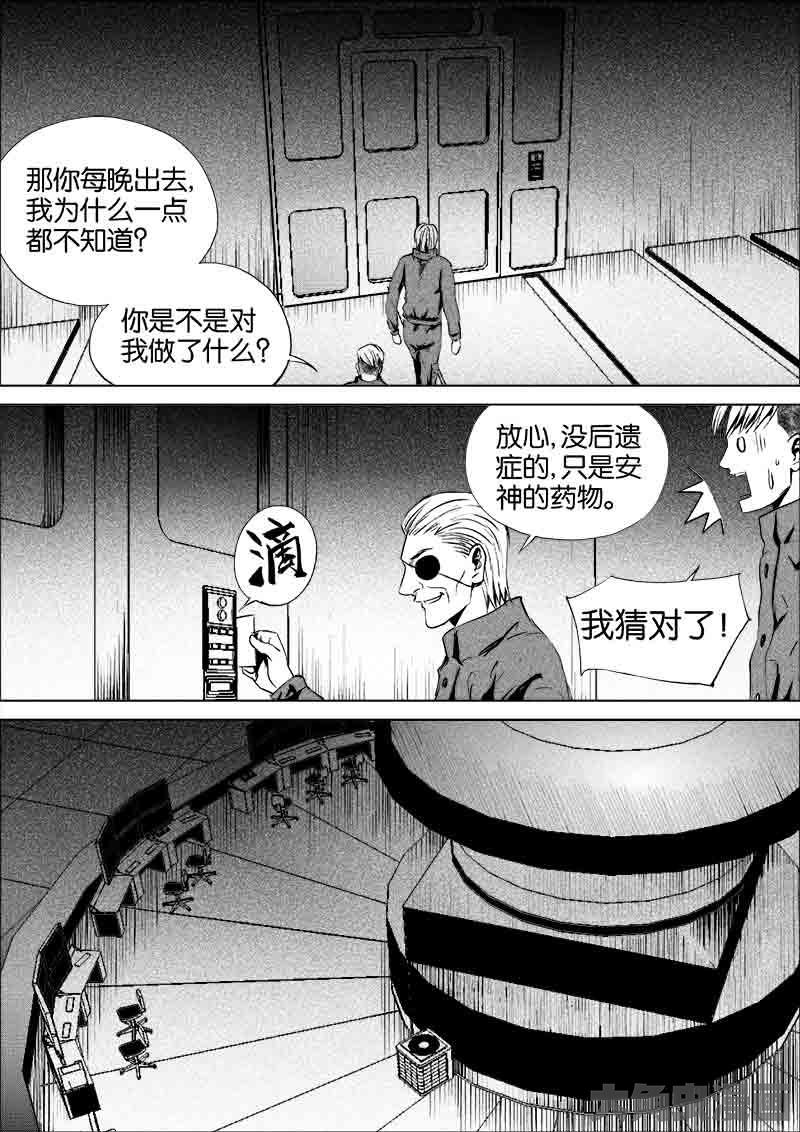 那你每晚出去,
我为什么一点
都不知道?
你是不是对
我做了什么?
滴
放心,没后遗
症的,只是安
神的药物。
我猜对了!